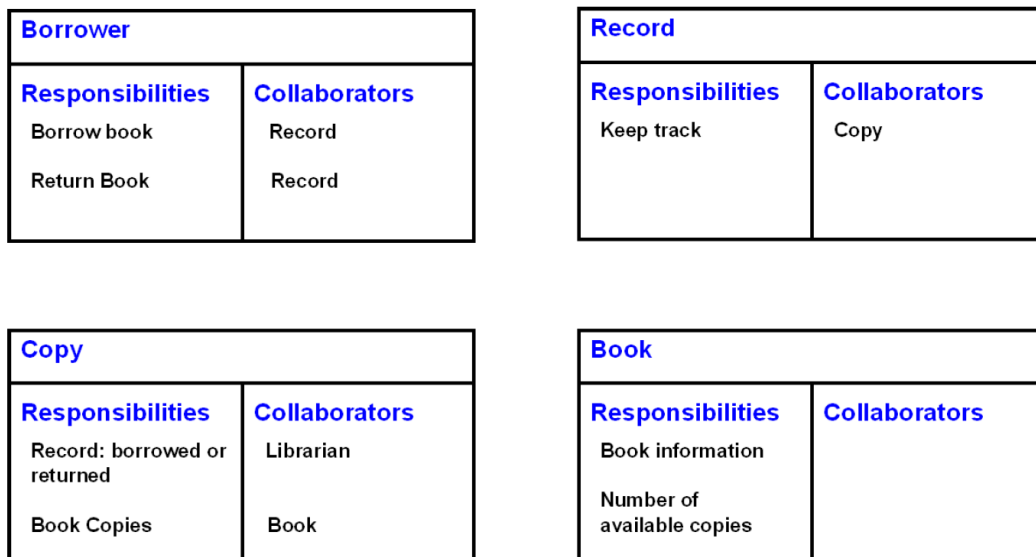 Borrower
Responsibilities
Collaborators
Borrow book
Record
Return Book
Record
Record
Responsibilities
Collaborators
Keep track
Copy
Copy
Responsibilities
Collaborators
Record: borrowed or
returned
Librarian
Book Copies
Book
Book
Responsibilities
Collaborators
Book information
Number of
available copies